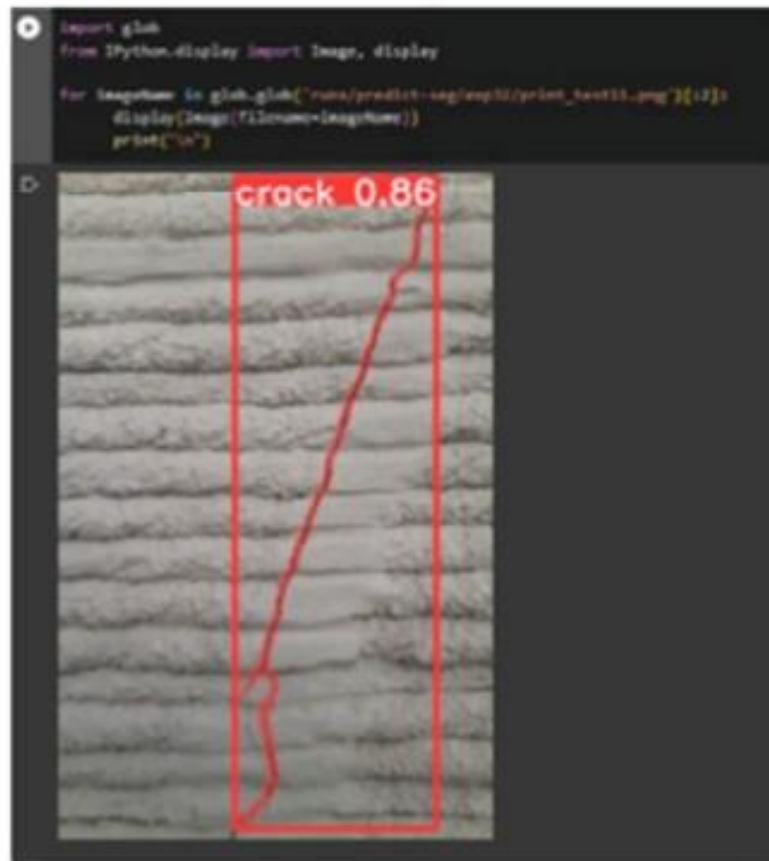 import glob
from IPython.display import Image, display
for imageName in glob.glob('runs/predict-seg/exp32/print_test11.png')[:2]:
display(Image(filename=imageName))
print("\n")
crack 0.86